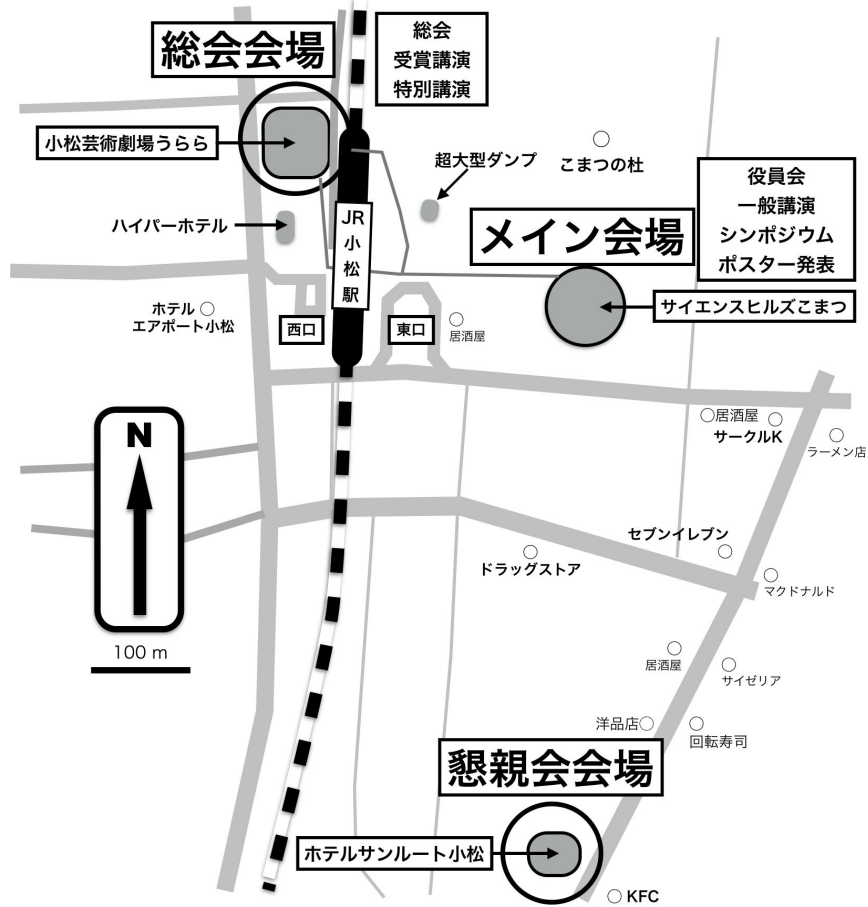 総会会場
総会
受賞講演
特別講演
小松芸術劇場うらら
超大型ダンプ
こまつの杜
役員会
一般講演
シンポジウム
ポスター発表
メイン会場
ハイパーホテル
JR
小
松
駅
サイエンスヒルズこまつ
ホテル
エアポート小松
西口
東口
居酒屋
居酒屋
サークルK
ラーメン店
N
100 m
セブンイレブン
ドラッグストア
マクドナルド
居酒屋
サイゼリア
洋品店
回転寿司
懇親会会場
ホテルサンルート小松
KFC